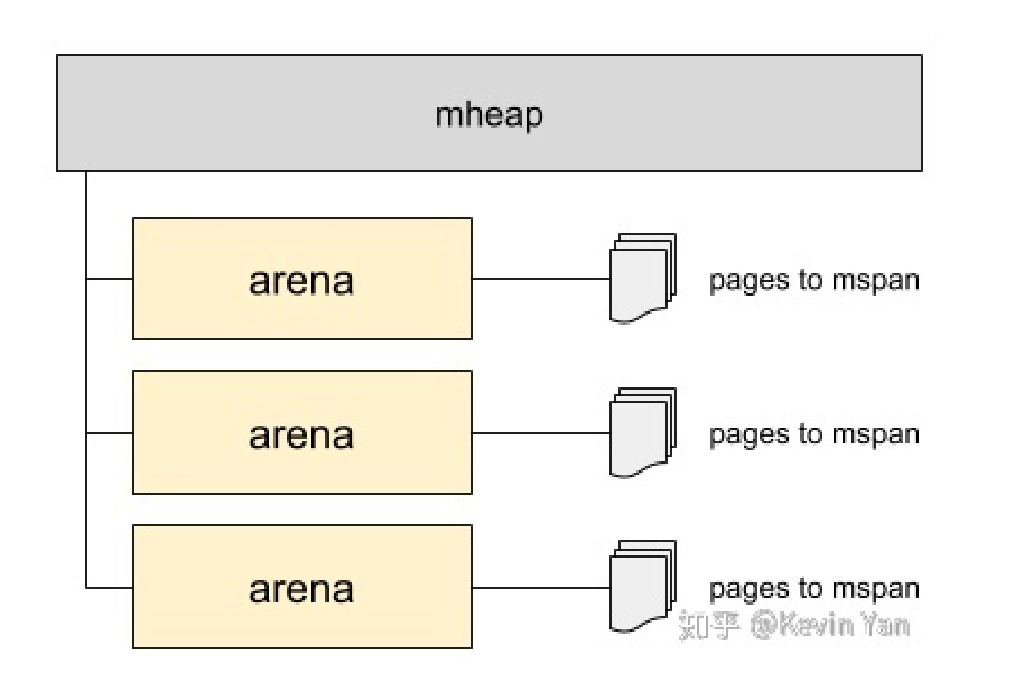 mheap
arena
pages to mspan
arena
pages to mspan
arena
pages to mspan
知乎 @Kevin Yan